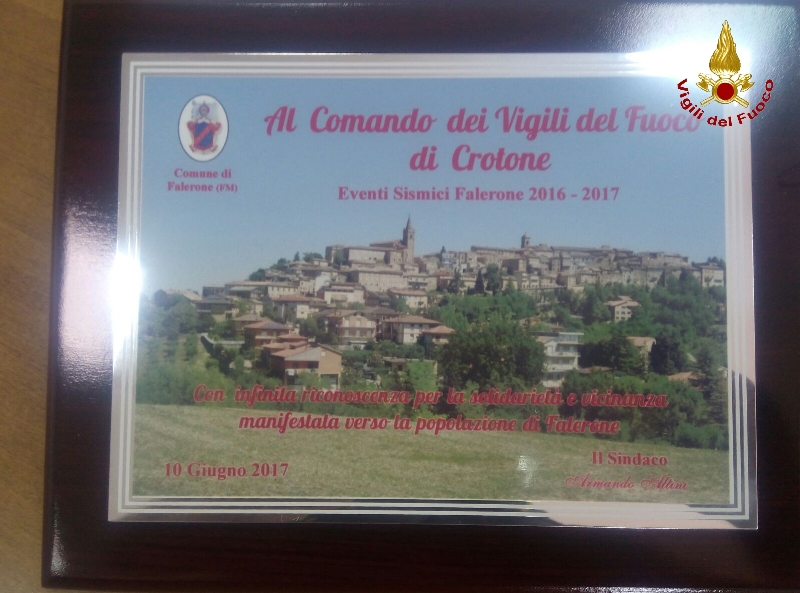 Vigili del Fuoco
Al Comando dei Vigili del Fuoco
di Crotone
Comune di
Falerone (FM)
Eventi Sismici Falerone 2016 - 2017
Con infinita riconoscenza per la solidarietà e vicinanza
manifestata verso la popolazione di Falerone
10 Giugno 2017
Il Sindaco
Armando Altini